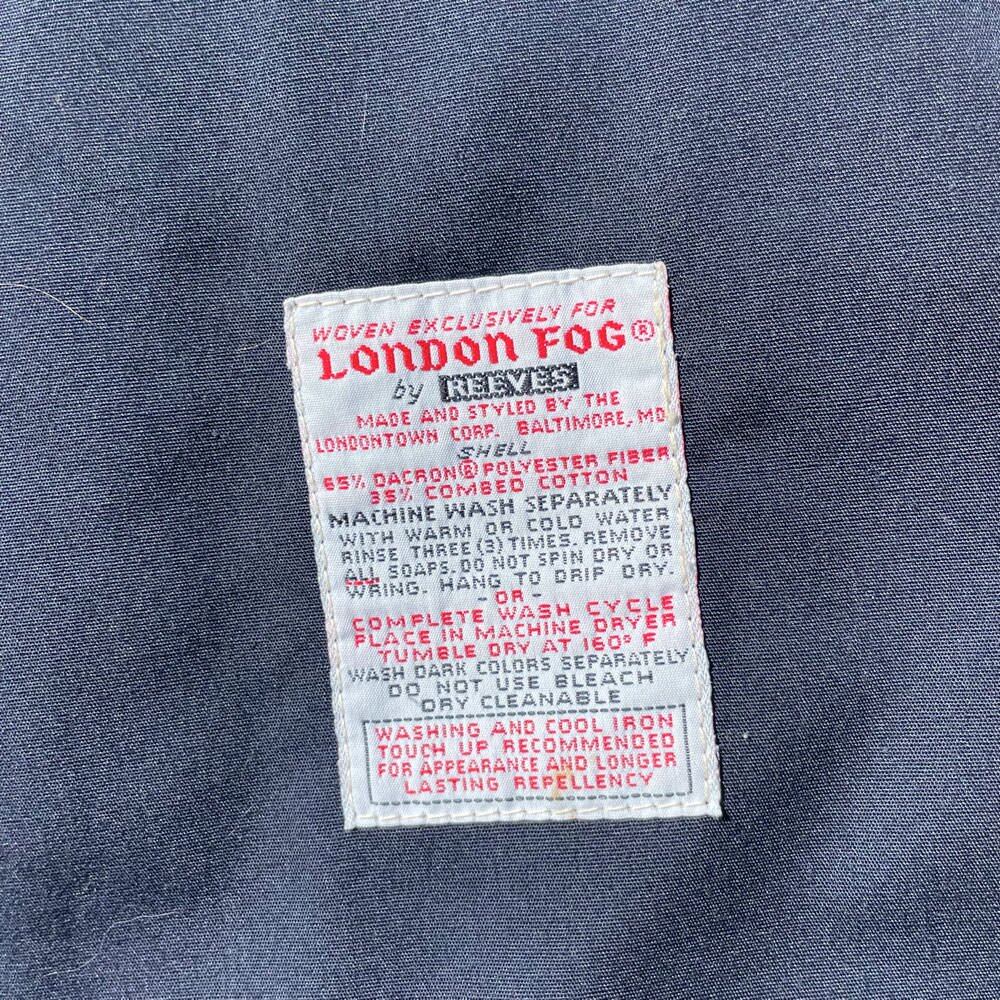 WOVEN EXCLUSIVELY FOR
LONDON FOG®
by REEVES
MADE AND STYLED BY THE
LONDONTOWN CORP. BALTIMORE, MD
SHELL
65% DACRON® POLYESTER FIBER
35% COMBED COTTON
MACHINE WASH SEPARATELY
WITH WARM OR COLD WATER
RINSE THREE (3) TIMES. REMOVE
ALL SOAPS. DO NOT SPIN DRY OR
WRING. HANG TO DRIP DRY.
- OR -
COMPLETE WASH CYCLE
PLACE IN MACHINE DRYER
TUMBLE DRY AT 160° F
WASH DARK COLORS SEPARATELY
DO NOT USE BLEACH
DRY CLEANABLE
WASHING AND COOL IRON
TOUCH UP RECOMMENDED
FOR APPEARANCE AND LONGER
LASTING REPELLENCY